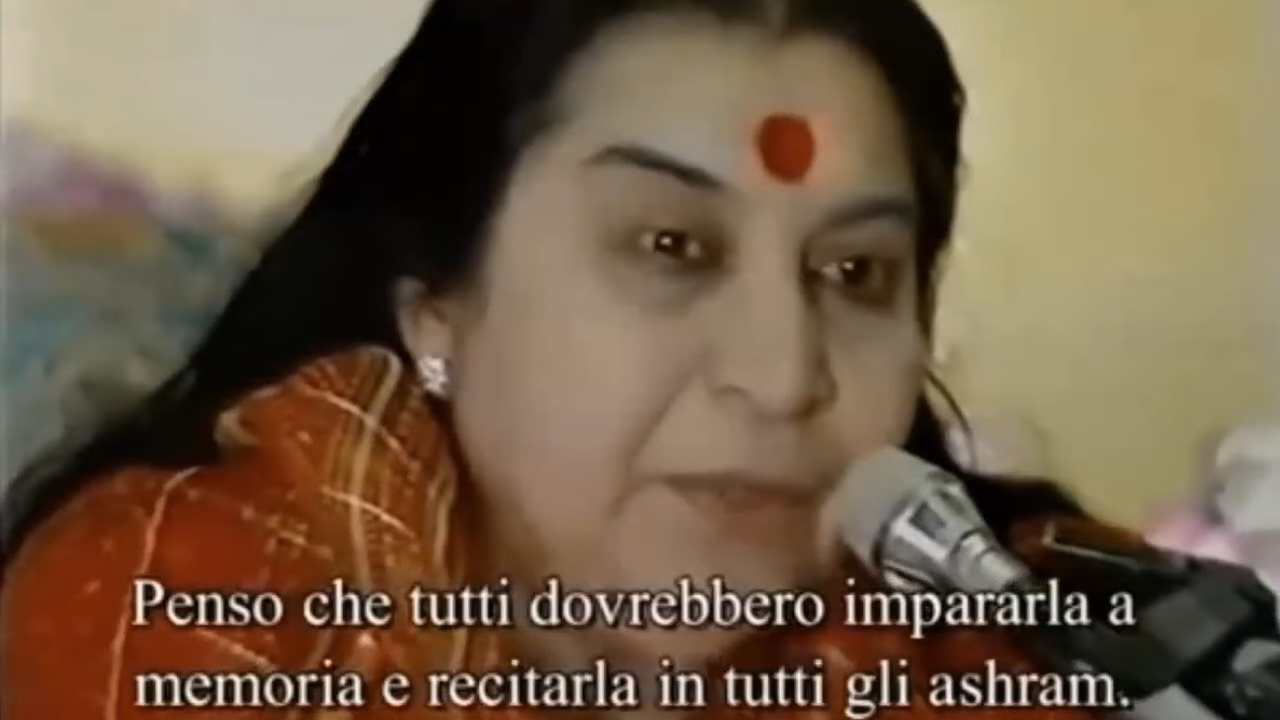 Penso che tutti dovrebbero impararla a
memoria e recitarla in tutti gli ashram.